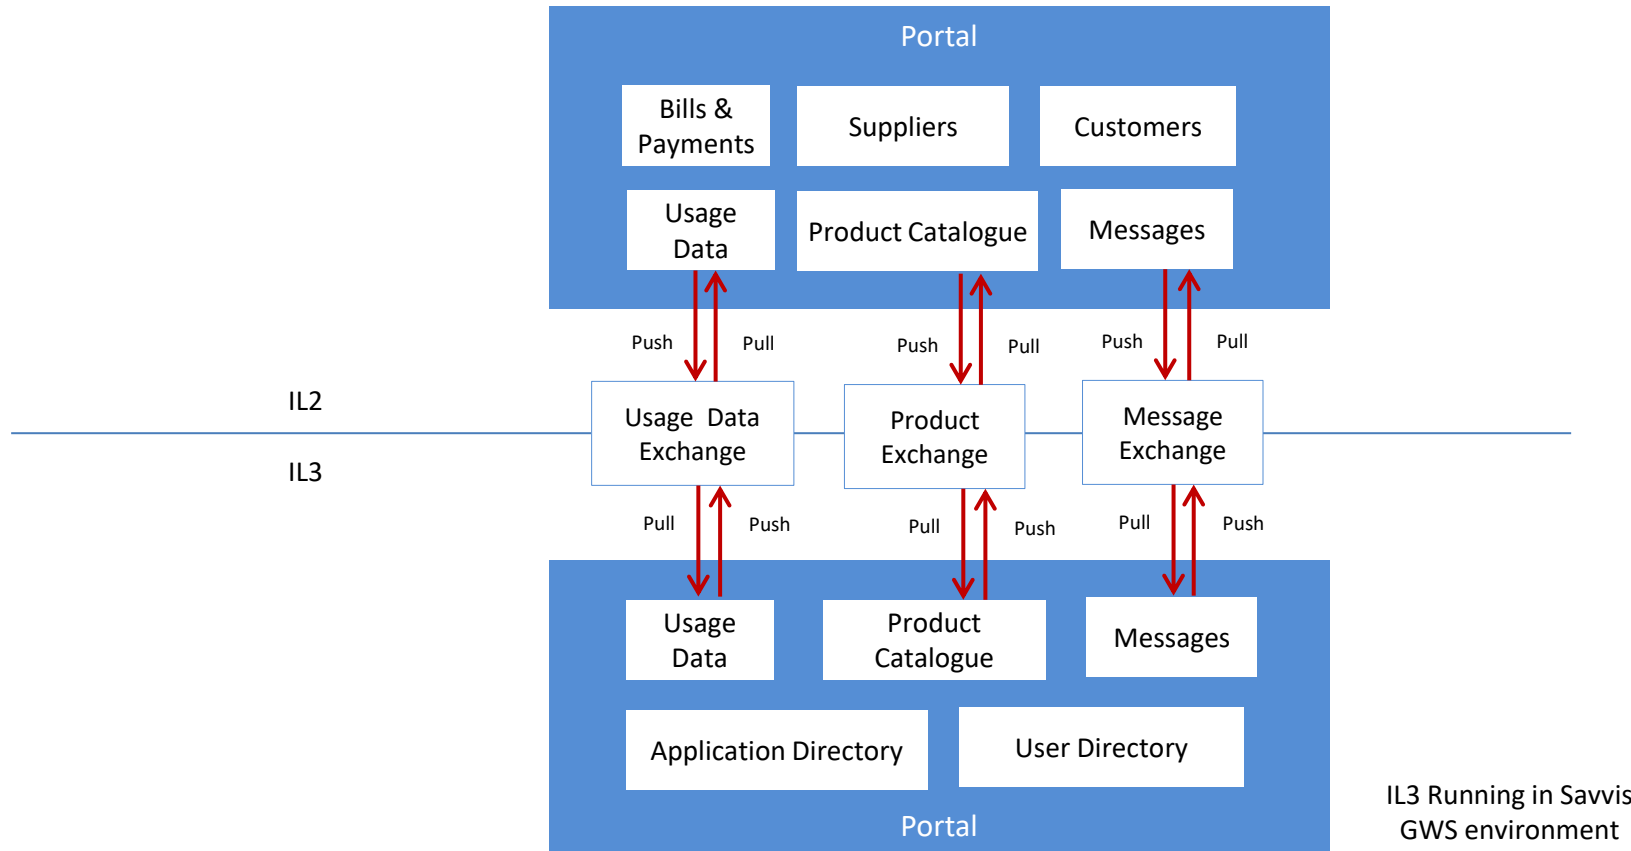 Portal
Bills &
Payments
Suppliers
Customers
Usage
Data
Product Catalogue
Messages
Push
Pull
Push
Pull
Push
Pull
IL2
Usage Data
Exchange
Product
Exchange
Message
Exchange
IL3
Pull
Push
Pull
Push
Pull
Push
Usage
Data
Product
Catalogue
Messages
Application Directory
User Directory
Portal
IL3 Running in Savvis
GWS environment